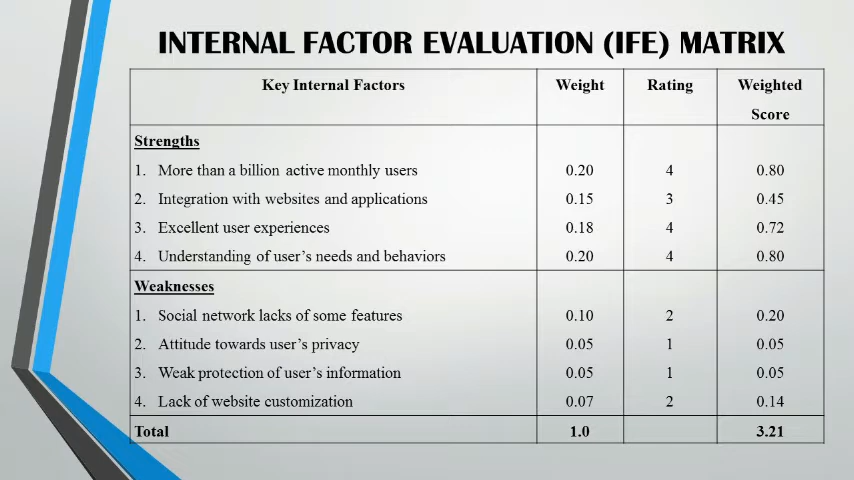 INTERNAL FACTOR EVALUATION (IFE) MATRIX
Key Internal Factors Weight Rating Weighted Score
Strengths
1. More than a billion active monthly users 0.20 4 0.80
2. Integration with websites and applications 0.15 3 0.45
3. Excellent user experiences 0.18 4 0.72
4. Understanding of user's needs and behaviors 0.20 4 0.80
Weaknesses
1. Social network lacks of some features 0.10 2 0.20
2. Attitude towards user's privacy 0.05 1 0.05
3. Weak protection of user's information 0.05 1 0.05
4. Lack of website customization 0.07 2 0.14
Total 1.0 3.21